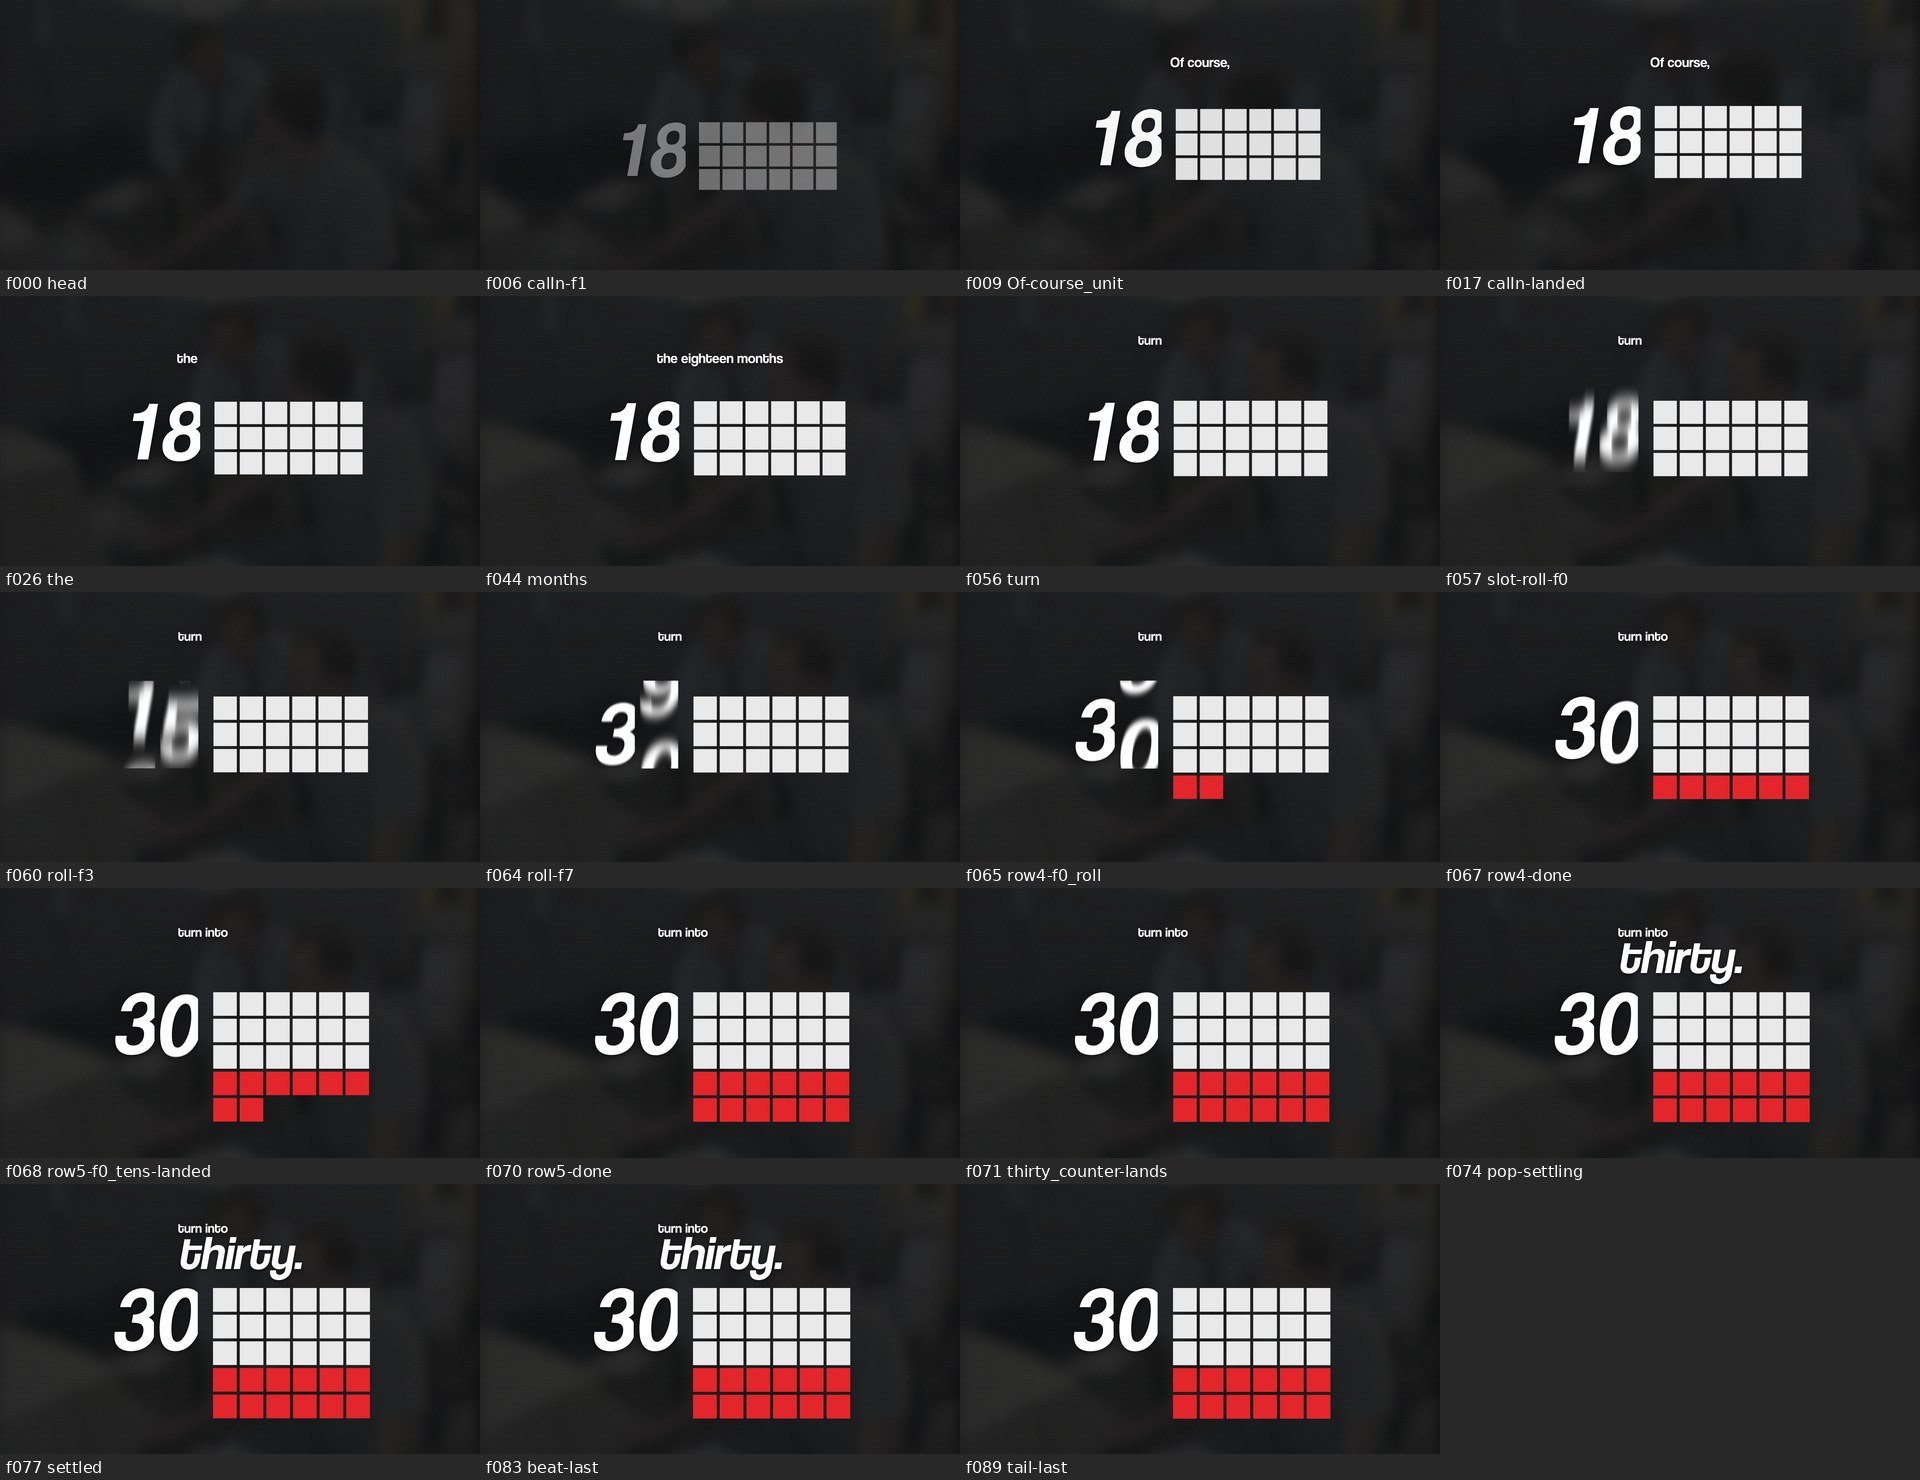 f000 head
18
f006 calIn-f1
Of course,
18
f009 Of-course_unit
Of course,
18
f017 calIn-landed
the
18
f026 the
the eighteen months
18
f044 months
turn
18
f056 turn
turn
18
f057 slot-roll-f0
turn
f060 roll-f3
turn
3
f064 roll-f7
turn
30
f065 row4-f0_roll
turn into
30
f067 row4-done
turn into
30
f068 row5-f0_tens-landed
turn into
30
f070 row5-done
turn into
30
f071 thirty_counter-lands
turn into
thirty.
30
f074 pop-settling
turn into
thirty.
30
f077 settled
turn into
thirty.
30
f083 beat-last
30
f089 tail-last